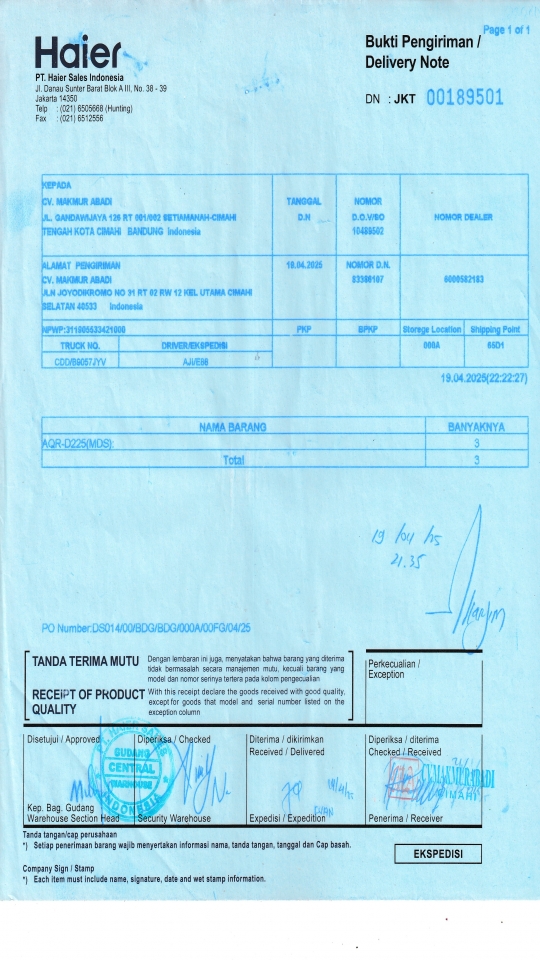 Page 1 of 1
Haier
PT. Haier Sales Indonesia
Jl. Danau Sunter Barat Blok A III, No. 38 - 39
Jakarta 14350
Telp : (021) 6505668 (Hunting)
Fax : (021) 6512556
Bukti Pengiriman /
Delivery Note
DN : JKT 00189501
KEPADA
CV. MAKMUR ABADI
JL. GANDAWIJAYA 126 RT 001/002 SETIAMANAH-CIMAHI
TENGAH KOTA CIMAHI BANDUNG Indonesia
TANGGAL
D.N
NOMOR
D.O.V/SO
10489502
NOMOR DEALER
ALAMAT PENGIRIMAN
CV. MAKMUR ABADI
JLN JOYODIKROMO NO 31 RT 02 RW 12 KEL UTAMA CIMAHI
SELATAN 40533 Indonesia
18.04.2025
NOMOR D.N.
83386107
6000582183
NPWP:311605533421000
PKP
BPKP
Storege Location
Shipping Point
TRUCK NO.
DRIVER/EKSPEDISI
000A
65D1
CDD/B9057JYV
AJI/E68
19.04.2025(22:22:27)
NAMA BARANG
BANYAKNYA
AQR-D225(MDS):
3
Total
3
19/04/25
21.35
PO Number:DS014/00/BDG/BDG/000A/00FG/04/25
TANDA TERIMA MUTU
Dengan lembaran ini juga, menyatakan bahwa barang yang diterima
tidak bermasalah secara manajemen mutu, kecuali barang yang
model dan nomor serinya tertera pada kolom pengecualian
RECEIPT OF PRODUCT
QUALITY
With this receipt declare the goods received with good quality,
except for goods that model and serial number listed on the
exception column
Perkecualian /
Exception
Disetujui / Approved
Diperiksa / Checked
Diterima / dikirimkan
Received / Delivered
Diperiksa / diterima
Checked / Received
GUDANG
CENTRAL
WAREHOUSE
INDONESIA
CV.MAKMUR ABADI
CIMAHI
Kep. Bag. Gudang
Warehouse Section Head
Security Warehouse
Expedisi / Expedition
Penerima / Receiver
Tanda tangan/cap perusahaan
*) Setiap penerimaan barang wajib menyertakan informasi nama, tanda tangan, tanggal dan Cap basah.
EKSPEDISI
Company Sign / Stamp
*) Each item must include name, signature, date and wet stamp information.